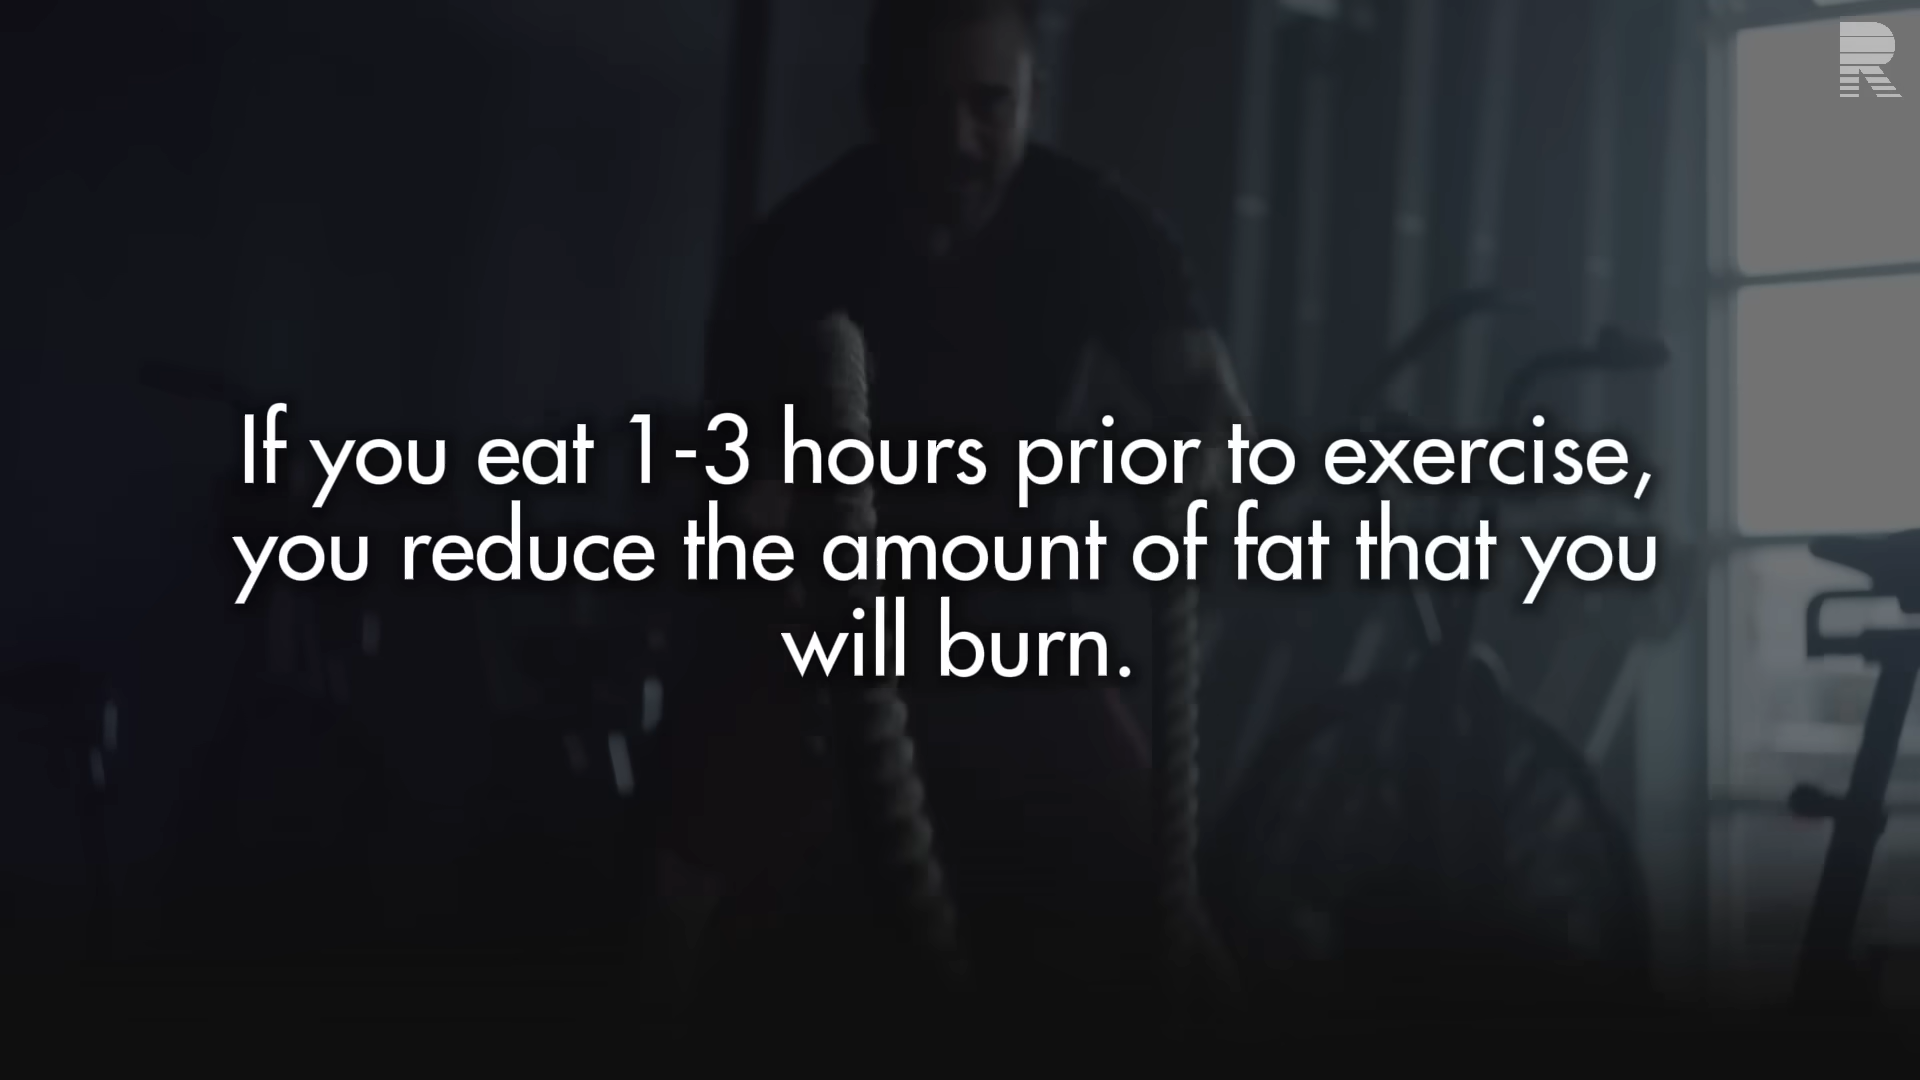 If you eat 1-3 hours prior to exercise,
you reduce the amount of fat that you
will burn.
R